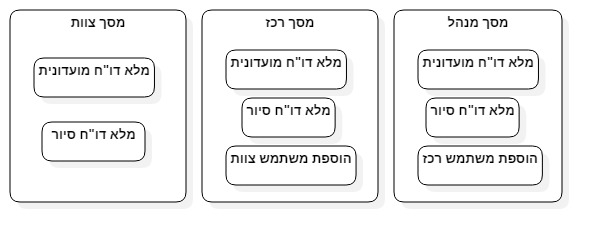 מסך מנהל
מלא דו"ח מועדונית
מלא דו"ח סיור
הוספת משתמש רכז
מסך רכז
מלא דו"ח מועדונית
מלא דו"ח סיור
הוספת משתמש צוות
מסך צוות
מלא דו"ח מועדונית
מלא דו"ח סיור